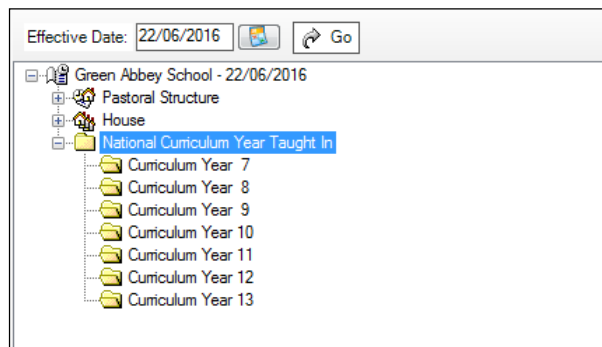 Effective Date: 22/06/2016 Go
Green Abbey School - 22/06/2016
Pastoral Structure
House
National Curriculum Year Taught In
Curriculum Year 7
Curriculum Year 8
Curriculum Year 9
Curriculum Year 10
Curriculum Year 11
Curriculum Year 12
Curriculum Year 13